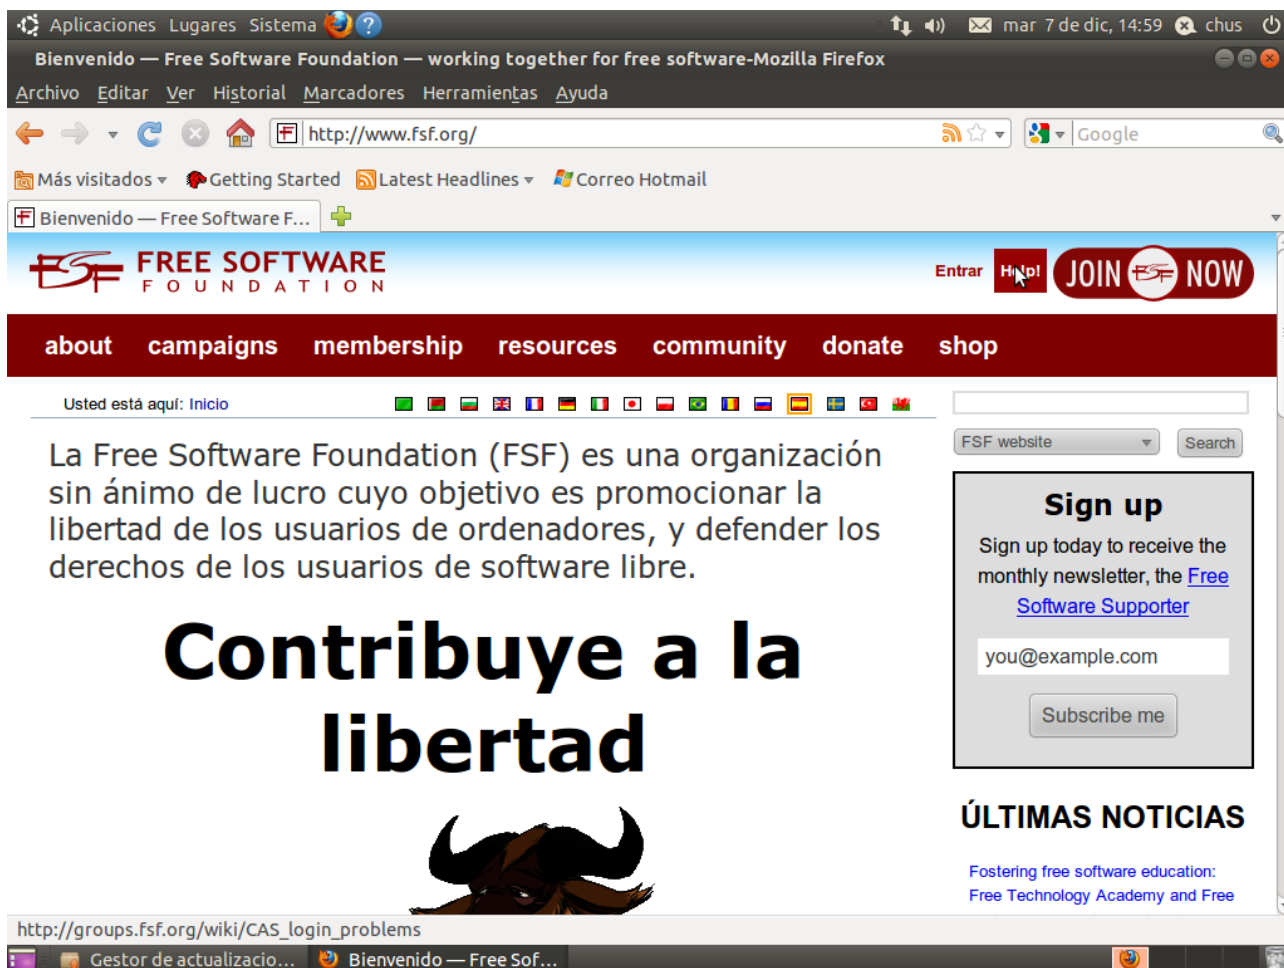 Aplicaciones Lugares Sistema mar 7 de dic, 14:59 chus
Bienvenido — Free Software Foundation — working together for free software-Mozilla Firefox
Archivo Editar Ver Historial Marcadores Herramientas Ayuda
http://www.fsf.org/ Google
Más visitados Getting Started Latest Headlines Correo Hotmail
Bienvenido — Free Software F...
FREE SOFTWARE
FOUNDATION
Entrar Help! JOIN FSF NOW
about campaigns membership resources community donate shop
Usted está aquí: Inicio
La Free Software Foundation (FSF) es una organización
sin ánimo de lucro cuyo objetivo es promocionar la
libertad de los usuarios de ordenadores, y defender los
derechos de los usuarios de software libre.
Contribuye a la
libertad
FSF website Search
Sign up
Sign up today to receive the
monthly newsletter, the Free
Software Supporter
you@example.com
Subscribe me
ÚLTIMAS NOTICIAS
Fostering free software education:
Free Technology Academy and Free
http://groups.fsf.org/wiki/CAS_login_problems
Gestor de actualizacio... Bienvenido — Free Sof...